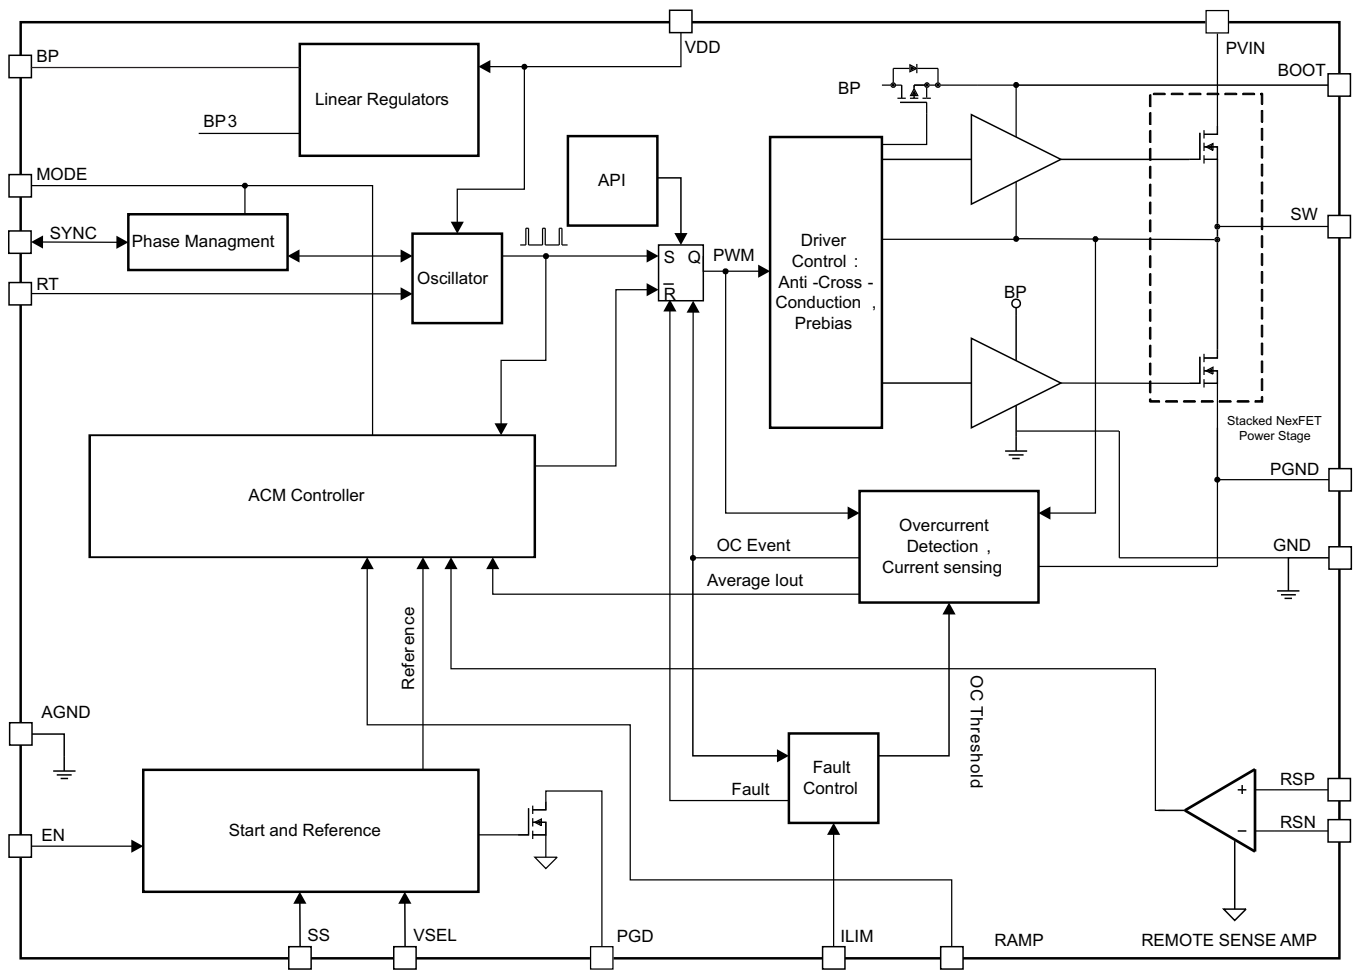 VDD
PVIN
BP
BOOT
Linear Regulators
BP
BP3
MODE
API
SW
SYNC
Phase Managment
S Q
PWM
Driver
Control :
Anti -Cross -
Conduction ,
Prebias
RT
Oscillator
R
BP
Stacked NexFET
Power Stage
PGND
ACM Controller
Overcurrent
Detection ,
Current sensing
OC Event
GND
Average Iout
Reference
OC Threshold
AGND
Fault
Control
Fault
RSP
+
RSN
−
EN
Start and Reference
SS
VSEL
PGD
ILIM
RAMP
REMOTE SENSE AMP